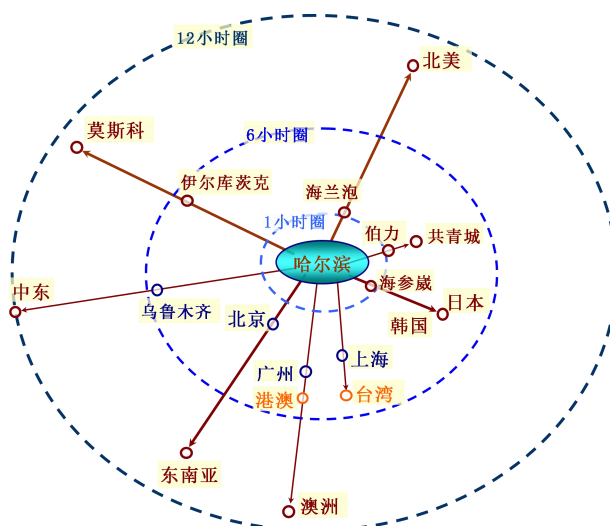 12小时圈
北美
莫斯科
6小时圈
伊尔库茨克
海兰泡
1小时圈
伯力
共青城
哈尔滨
海参崴
中东
乌鲁木齐
北京
日本
韩国
广州
上海
港澳
台湾
东南亚
澳洲